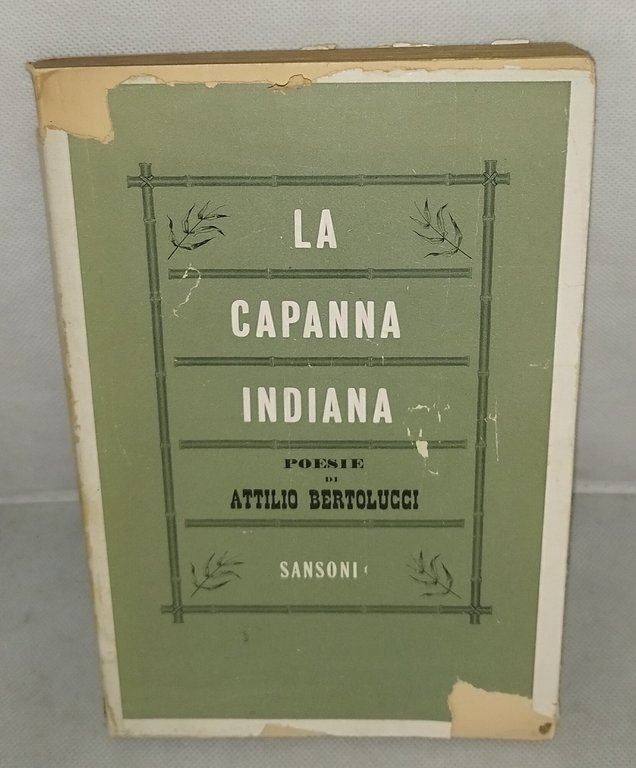 LA
CAPANNA
INDIANA
POESIE
DI
ATTILIO BERTOLUCCI
SANSONI